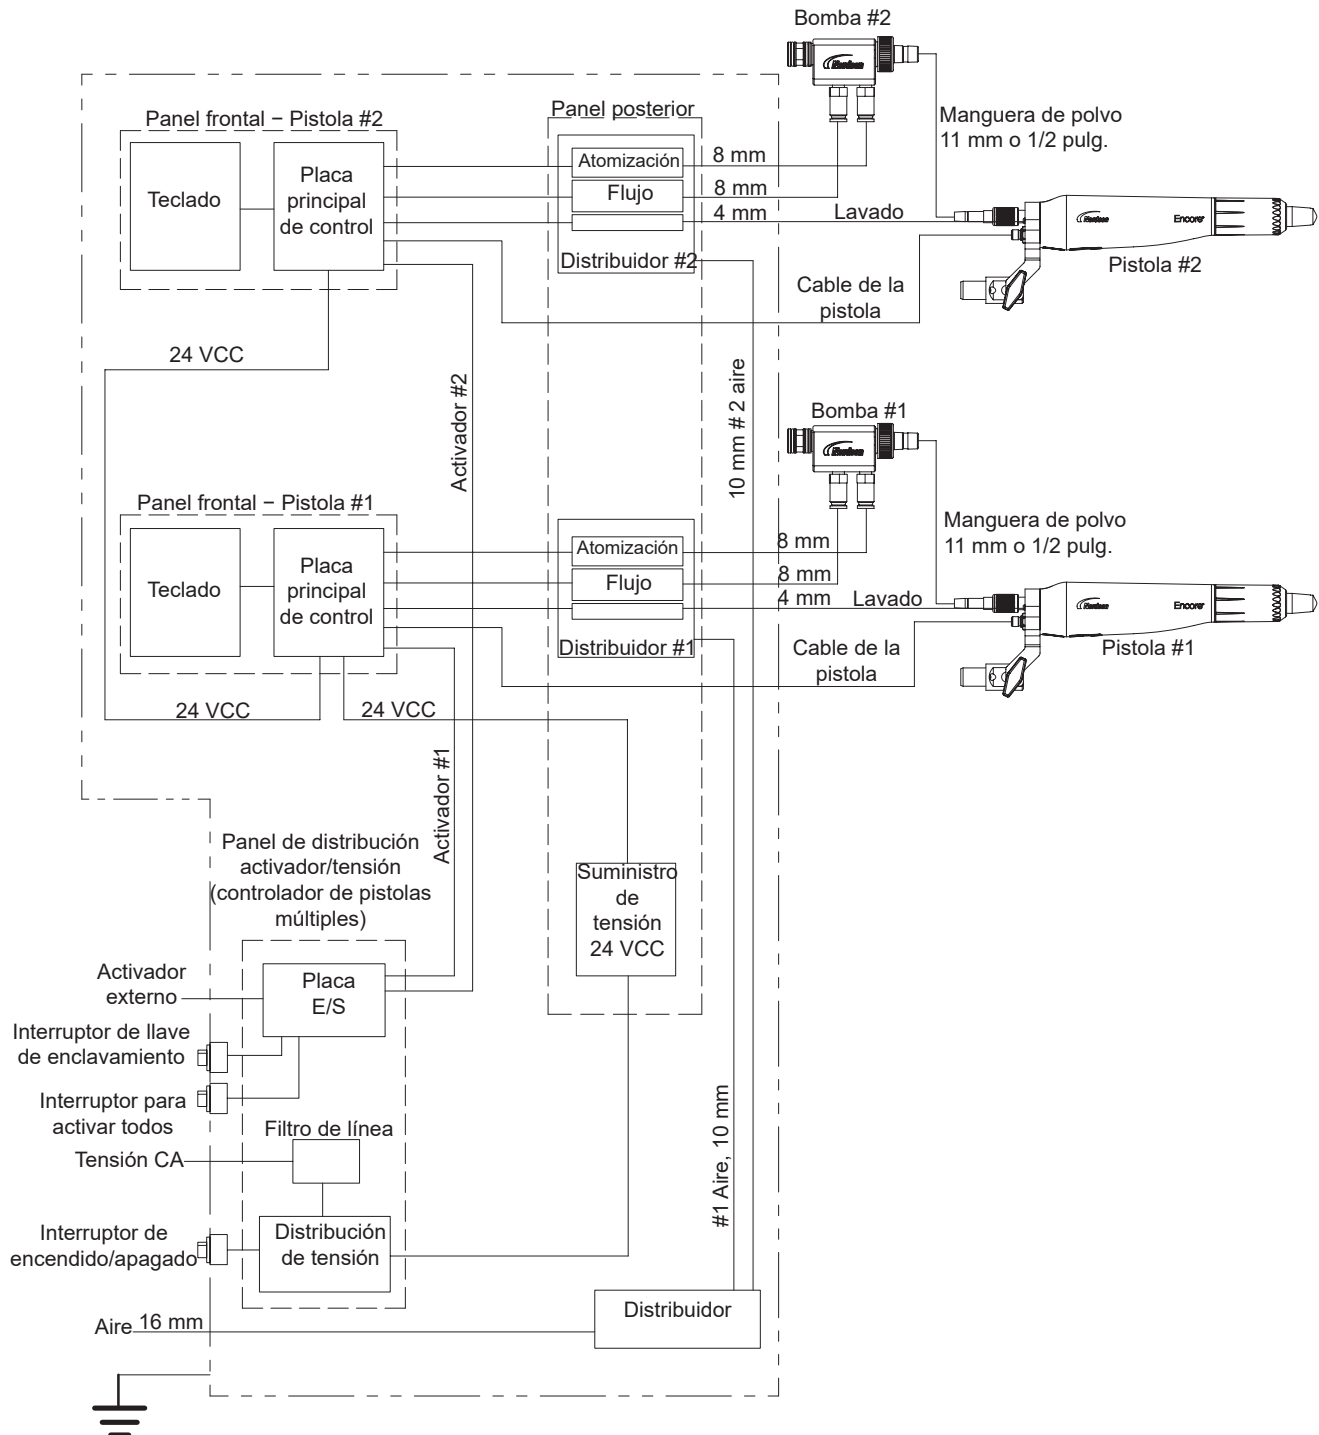 Bomba #2
Nordson
Panel frontal − Pistola #2
Panel posterior
Manguera de polvo
11 mm o 1/2 pulg.
Teclado
Placa
principal
de control
Atomización
8 mm
Flujo
8 mm
4 mm
Lavado
Nordson
Encore
Distribuidor #2
Pistola #2
Cable de la
pistola
24 VCC
Activador #2
10 mm # 2 aire
Bomba #1
Nordson
Panel frontal − Pistola #1
Manguera de polvo
11 mm o 1/2 pulg.
Teclado
Placa
principal
de control
Atomización
8 mm
Flujo
8 mm
4 mm
Lavado
Nordson
Encore
Distribuidor #1
Pistola #1
Cable de la
pistola
24 VCC
24 VCC
Activador #1
Panel de distribución
activador/tensión
(controlador de pistolas
múltiples)
Suministro
de
tensión
24 VCC
Activador
externo
Placa
E/S
Interruptor de llave
de enclavamiento
Interruptor para
activar todos
Filtro de línea
Tensión CA
#1 Aire, 10 mm
Interruptor de
encendido/apagado
Distribución
de tensión
Distribuidor
Aire 16 mm